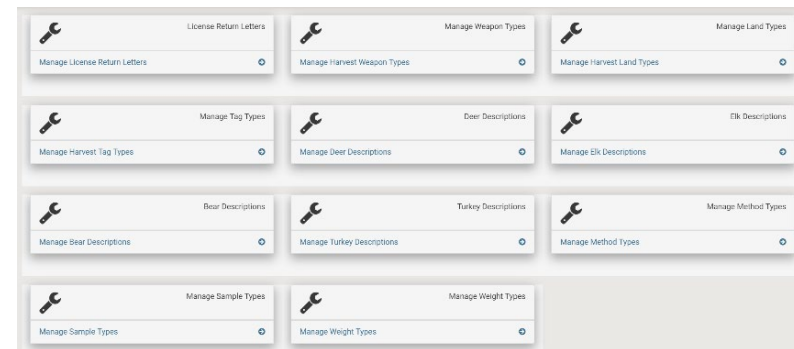 License Return Letters
Manage License Return Letters
Manage Weapon Types
Manage Harvest Weapon Types
Manage Land Types
Manage Harvest Land Types
Manage Tag Types
Manage Harvest Tag Types
Deer Descriptions
Manage Deer Descriptions
Elk Descriptions
Manage Elk Descriptions
Bear Descriptions
Manage Bear Descriptions
Turkey Descriptions
Manage Turkey Descriptions
Manage Method Types
Manage Method Types
Manage Sample Types
Manage Sample Types
Manage Weight Types
Manage Weight Types